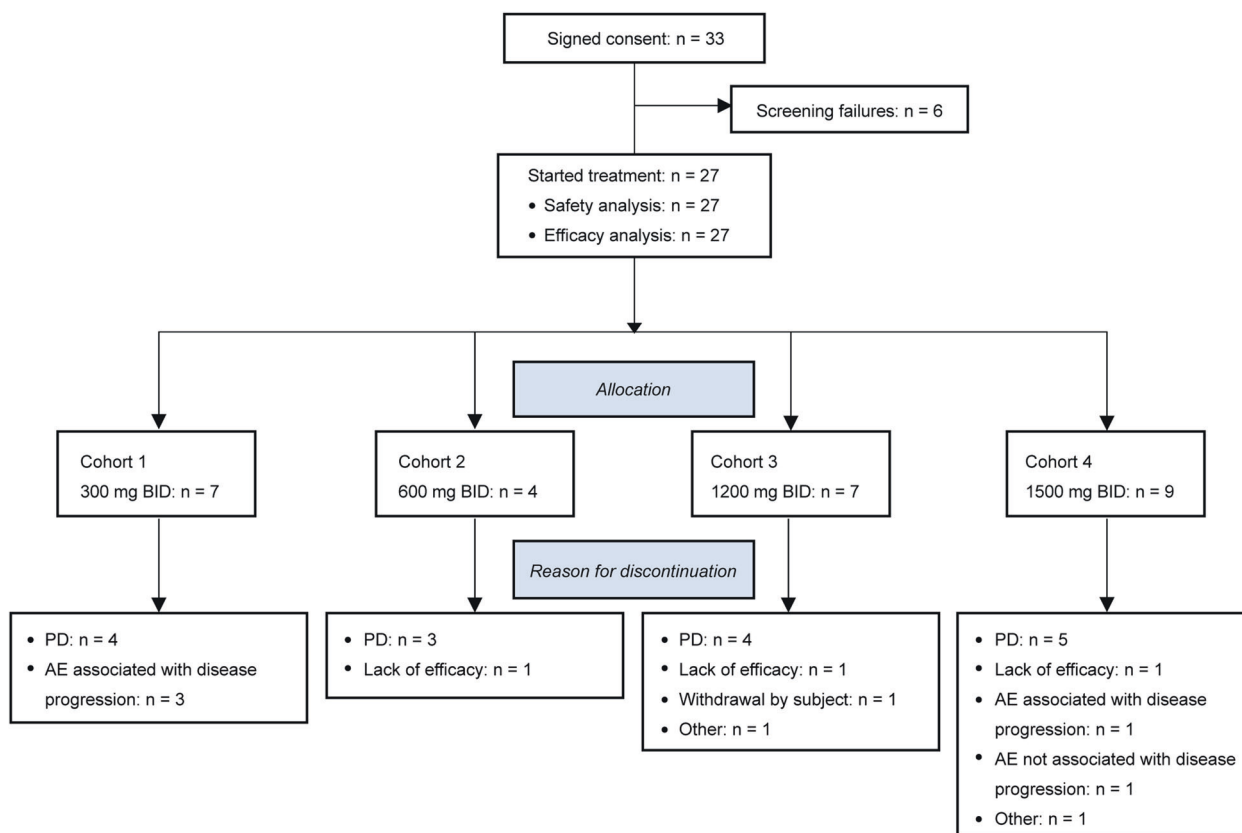 Signed consent: n = 33
Screening failures: n = 6
Started treatment: n = 27
• Safety analysis: n = 27
• Efficacy analysis: n = 27
Allocation
Cohort 1
300 mg BID: n = 7
Cohort 2
600 mg BID: n = 4
Cohort 3
1200 mg BID: n = 7
Cohort 4
1500 mg BID: n = 9
Reason for discontinuation
• PD: n = 4
• AE associated with disease
progression: n = 3
• PD: n = 3
• Lack of efficacy: n = 1
• PD: n = 4
• Lack of efficacy: n = 1
• Withdrawal by subject: n = 1
• Other: n = 1
• PD: n = 5
• Lack of efficacy: n = 1
• AE associated with disease
progression: n = 1
• AE not associated with disease
progression: n = 1
• Other: n = 1